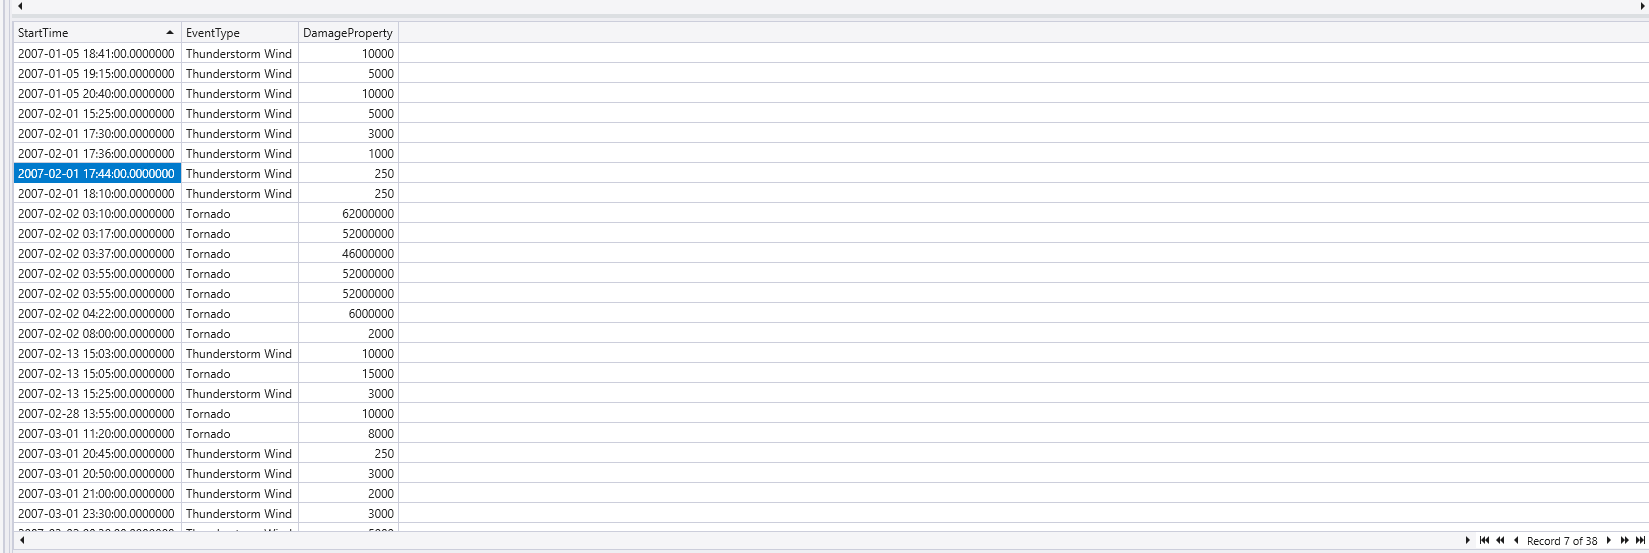 StartTime EventType DamageProperty
2007-01-05 18:41:00.0000000 Thunderstorm Wind 10000
2007-01-05 19:15:00.0000000 Thunderstorm Wind 5000
2007-01-05 20:40:00.0000000 Thunderstorm Wind 10000
2007-02-01 15:25:00.0000000 Thunderstorm Wind 5000
2007-02-01 17:30:00.0000000 Thunderstorm Wind 3000
2007-02-01 17:36:00.0000000 Thunderstorm Wind 1000
2007-02-01 17:44:00.0000000 Thunderstorm Wind 250
2007-02-01 18:10:00.0000000 Thunderstorm Wind 250
2007-02-02 03:10:00.0000000 Tornado 62000000
2007-02-02 03:17:00.0000000 Tornado 52000000
2007-02-02 03:37:00.0000000 Tornado 46000000
2007-02-02 03:55:00.0000000 Tornado 52000000
2007-02-02 03:55:00.0000000 Tornado 52000000
2007-02-02 04:22:00.0000000 Tornado 6000000
2007-02-02 08:00:00.0000000 Tornado 2000
2007-02-13 15:03:00.0000000 Thunderstorm Wind 10000
2007-02-13 15:05:00.0000000 Tornado 15000
2007-02-13 15:25:00.0000000 Thunderstorm Wind 3000
2007-02-28 13:55:00.0000000 Tornado 10000
2007-03-01 11:20:00.0000000 Tornado 8000
2007-03-01 20:45:00.0000000 Thunderstorm Wind 250
2007-03-01 20:50:00.0000000 Thunderstorm Wind 3000
2007-03-01 21:00:00.0000000 Thunderstorm Wind 2000
2007-03-01 23:30:00.0000000 Thunderstorm Wind 3000
Record 7 of 38